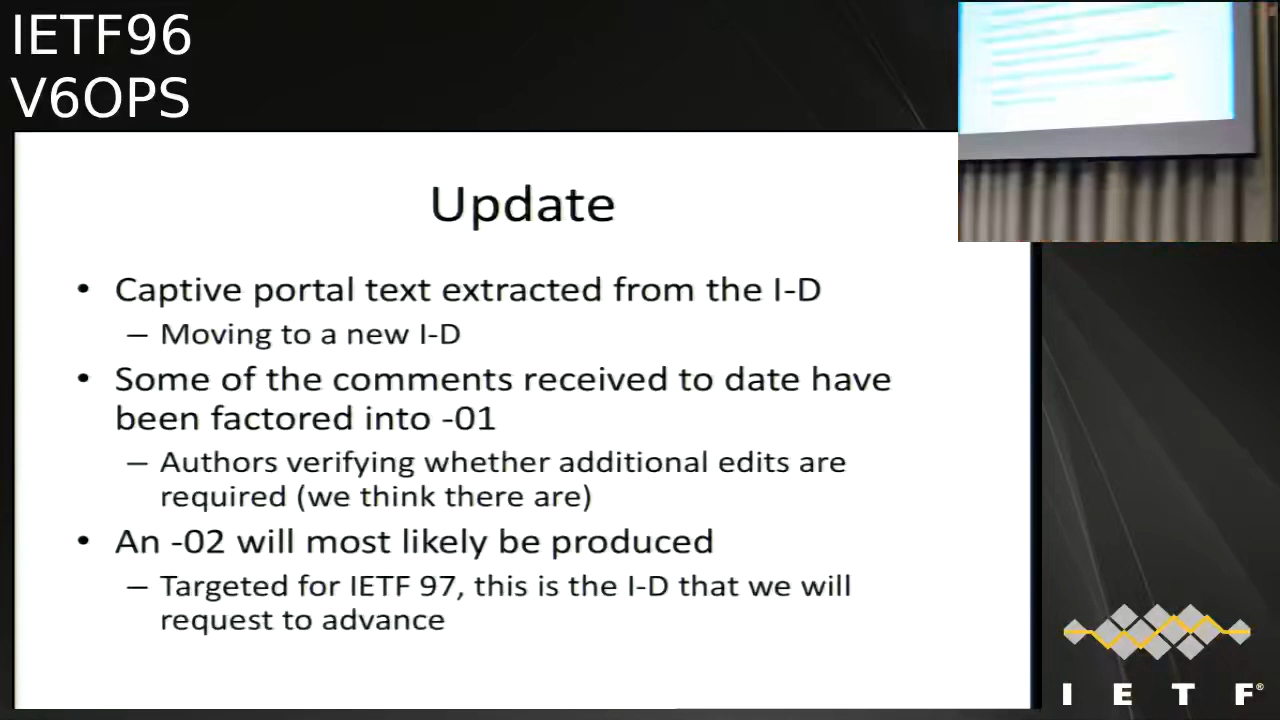 IETF96
V6OPS
Update
• Captive portal text extracted from the I-D
– Moving to a new I-D
• Some of the comments received to date have
been factored into -01
– Authors verifying whether additional edits are
required (we think there are)
• An -02 will most likely be produced
– Targeted for IETF 97, this is the I-D that we will
request to advance
I E T F®